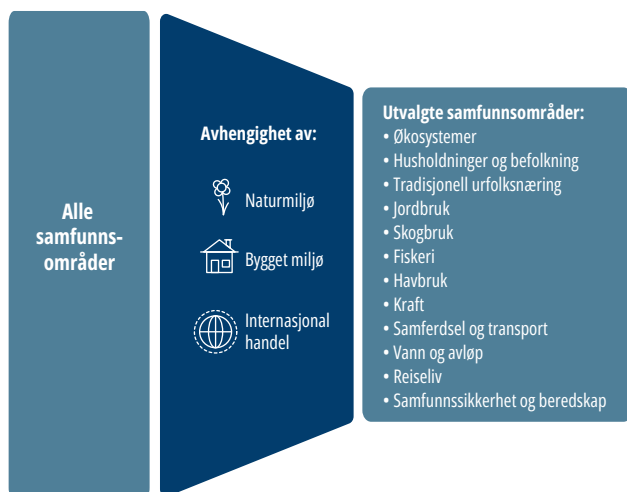 Alle
samfunns-
områder
Avhengighet av:
Naturmiljø
Bygget miljø
Internasjonal
handel
Utvalgte samfunnsområder:
• Økosystemer
• Husholdninger og befolkning
• Tradisjonell urfolksnæring
• Jordbruk
• Skogbruk
• Fiskeri
• Havbruk
• Kraft
• Samferdsel og transport
• Vann og avløp
• Reiseliv
• Samfunnssikkerhet og beredskap